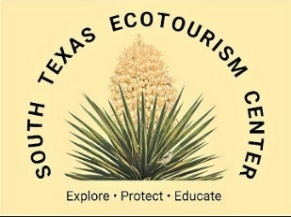 SOUTH TEXAS ECOTOURISM CENTER
Explore • Protect • Educate